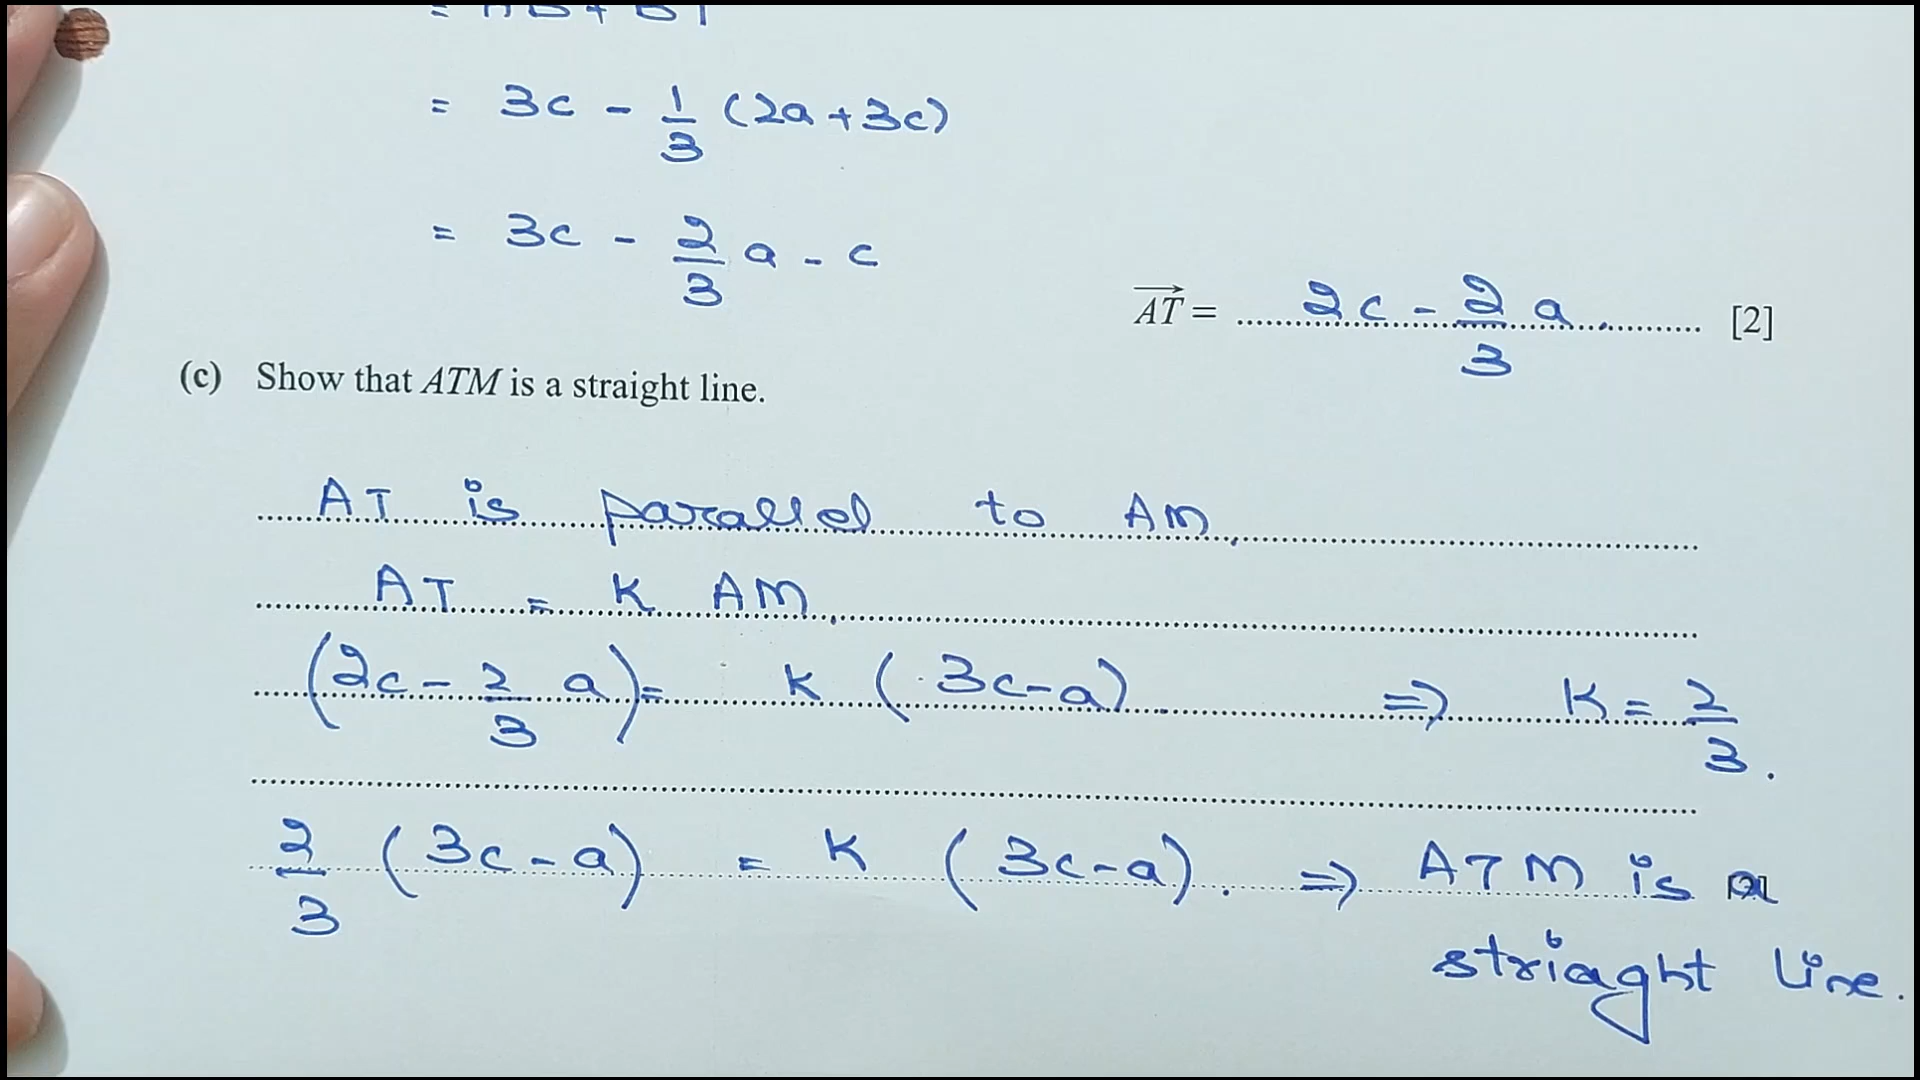 = 3c - 1/3 (2a + 3c)
= 3c - 2/3 a - c
AT = 2c - 2/3 a [2]
(c) Show that ATM is a straight line.
AT is parallel to AM.
AT = K AM.
(2c - 2/3 a) = K (3c - a) ⇒ K = 2/3.
2/3 (3c - a) = K (3c - a). ⇒ ATM is a
striaght line.